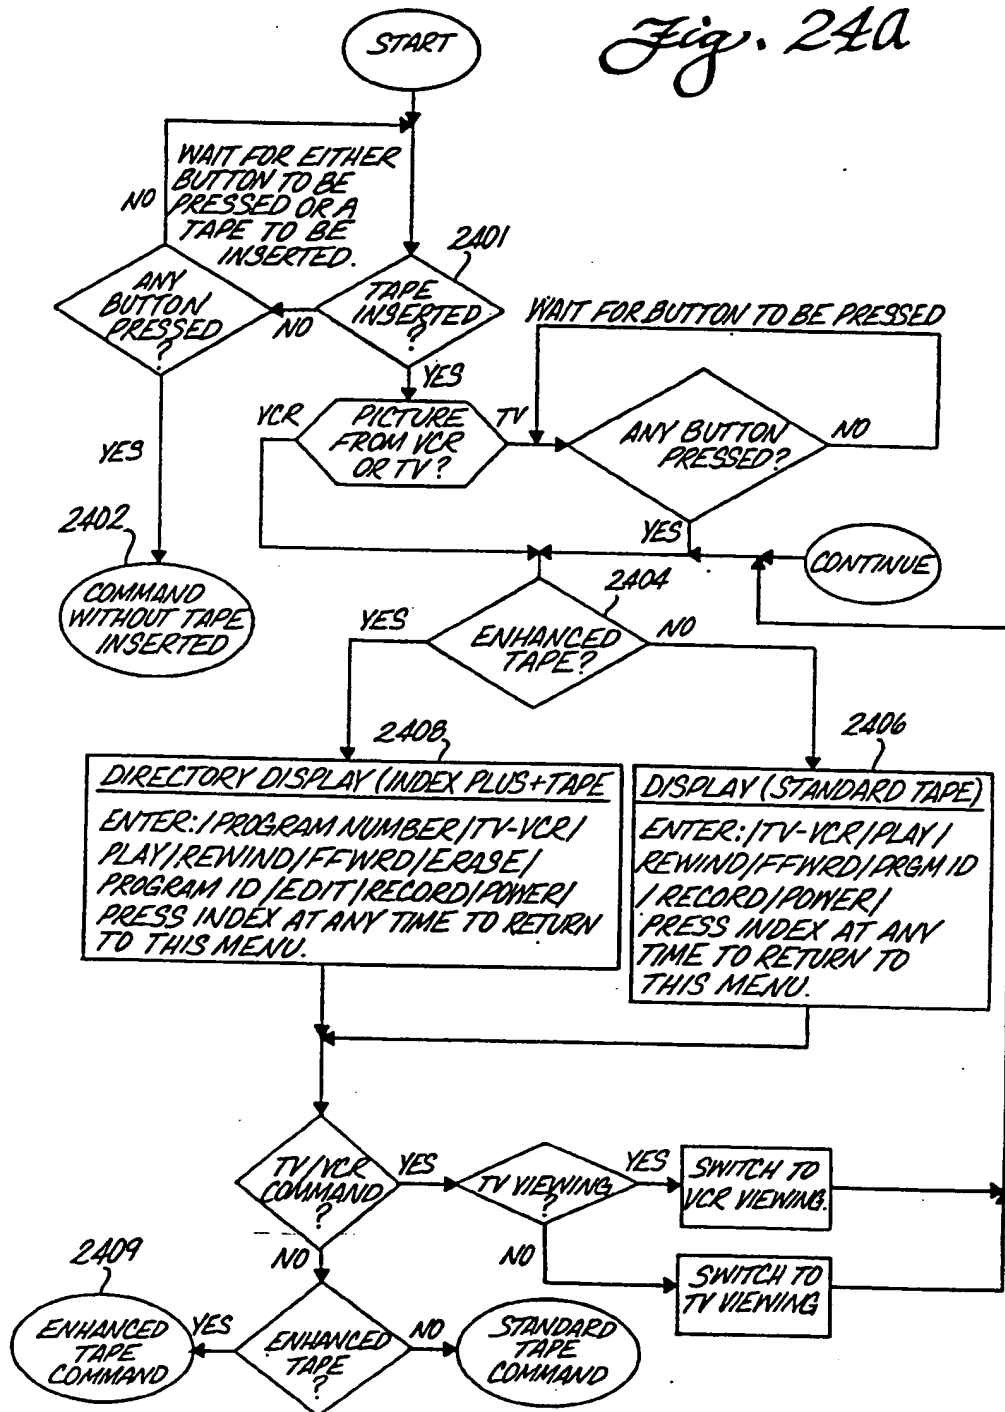 Fig. 24a
START
WAIT FOR EITHER
BUTTON TO BE
PRESSED OR A
TAPE TO BE
INSERTED.
NO
2401
ANY
BUTTON
PRESSED
?
NO
TAPE
INSERTED
?
WAIT FOR BUTTON TO BE PRESSED
YES
VCR
PICTURE
FROM VCR
OR TV?
TV
ANY BUTTON
PRESSED?
NO
YES
2402
YES
CONTINUE
COMMAND
WITHOUT TAPE
INSERTED
2404
YES
ENHANCED
TAPE?
NO
2408
2406
DIRECTORY DISPLAY (INDEX PLUS+TAPE
ENTER:/PROGRAM NUMBER/TV-VCR/
PLAY/REWIND/FFWRD/ERASE/
PROGRAM ID/EDIT/RECORD/POWER/
PRESS INDEX AT ANY TIME TO RETURN
TO THIS MENU.
DISPLAY (STANDARD TAPE)
ENTER:/TV-VCR/PLAY/
REWIND/FFWRD/PRGM ID
/RECORD/POWER/
PRESS INDEX AT ANY
TIME TO RETURN TO
THIS MENU.
TV/VCR
COMMAND
?
YES
TV VIEWING
?
YES
SWITCH TO
VCR VIEWING.
NO
NO
SWITCH TO
TV VIEWING
2409
ENHANCED
TAPE
COMMAND
YES
ENHANCED
TAPE
?
NO
STANDARD
TAPE
COMMAND